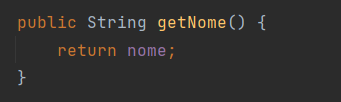 public String getNome() {
    return nome;
}